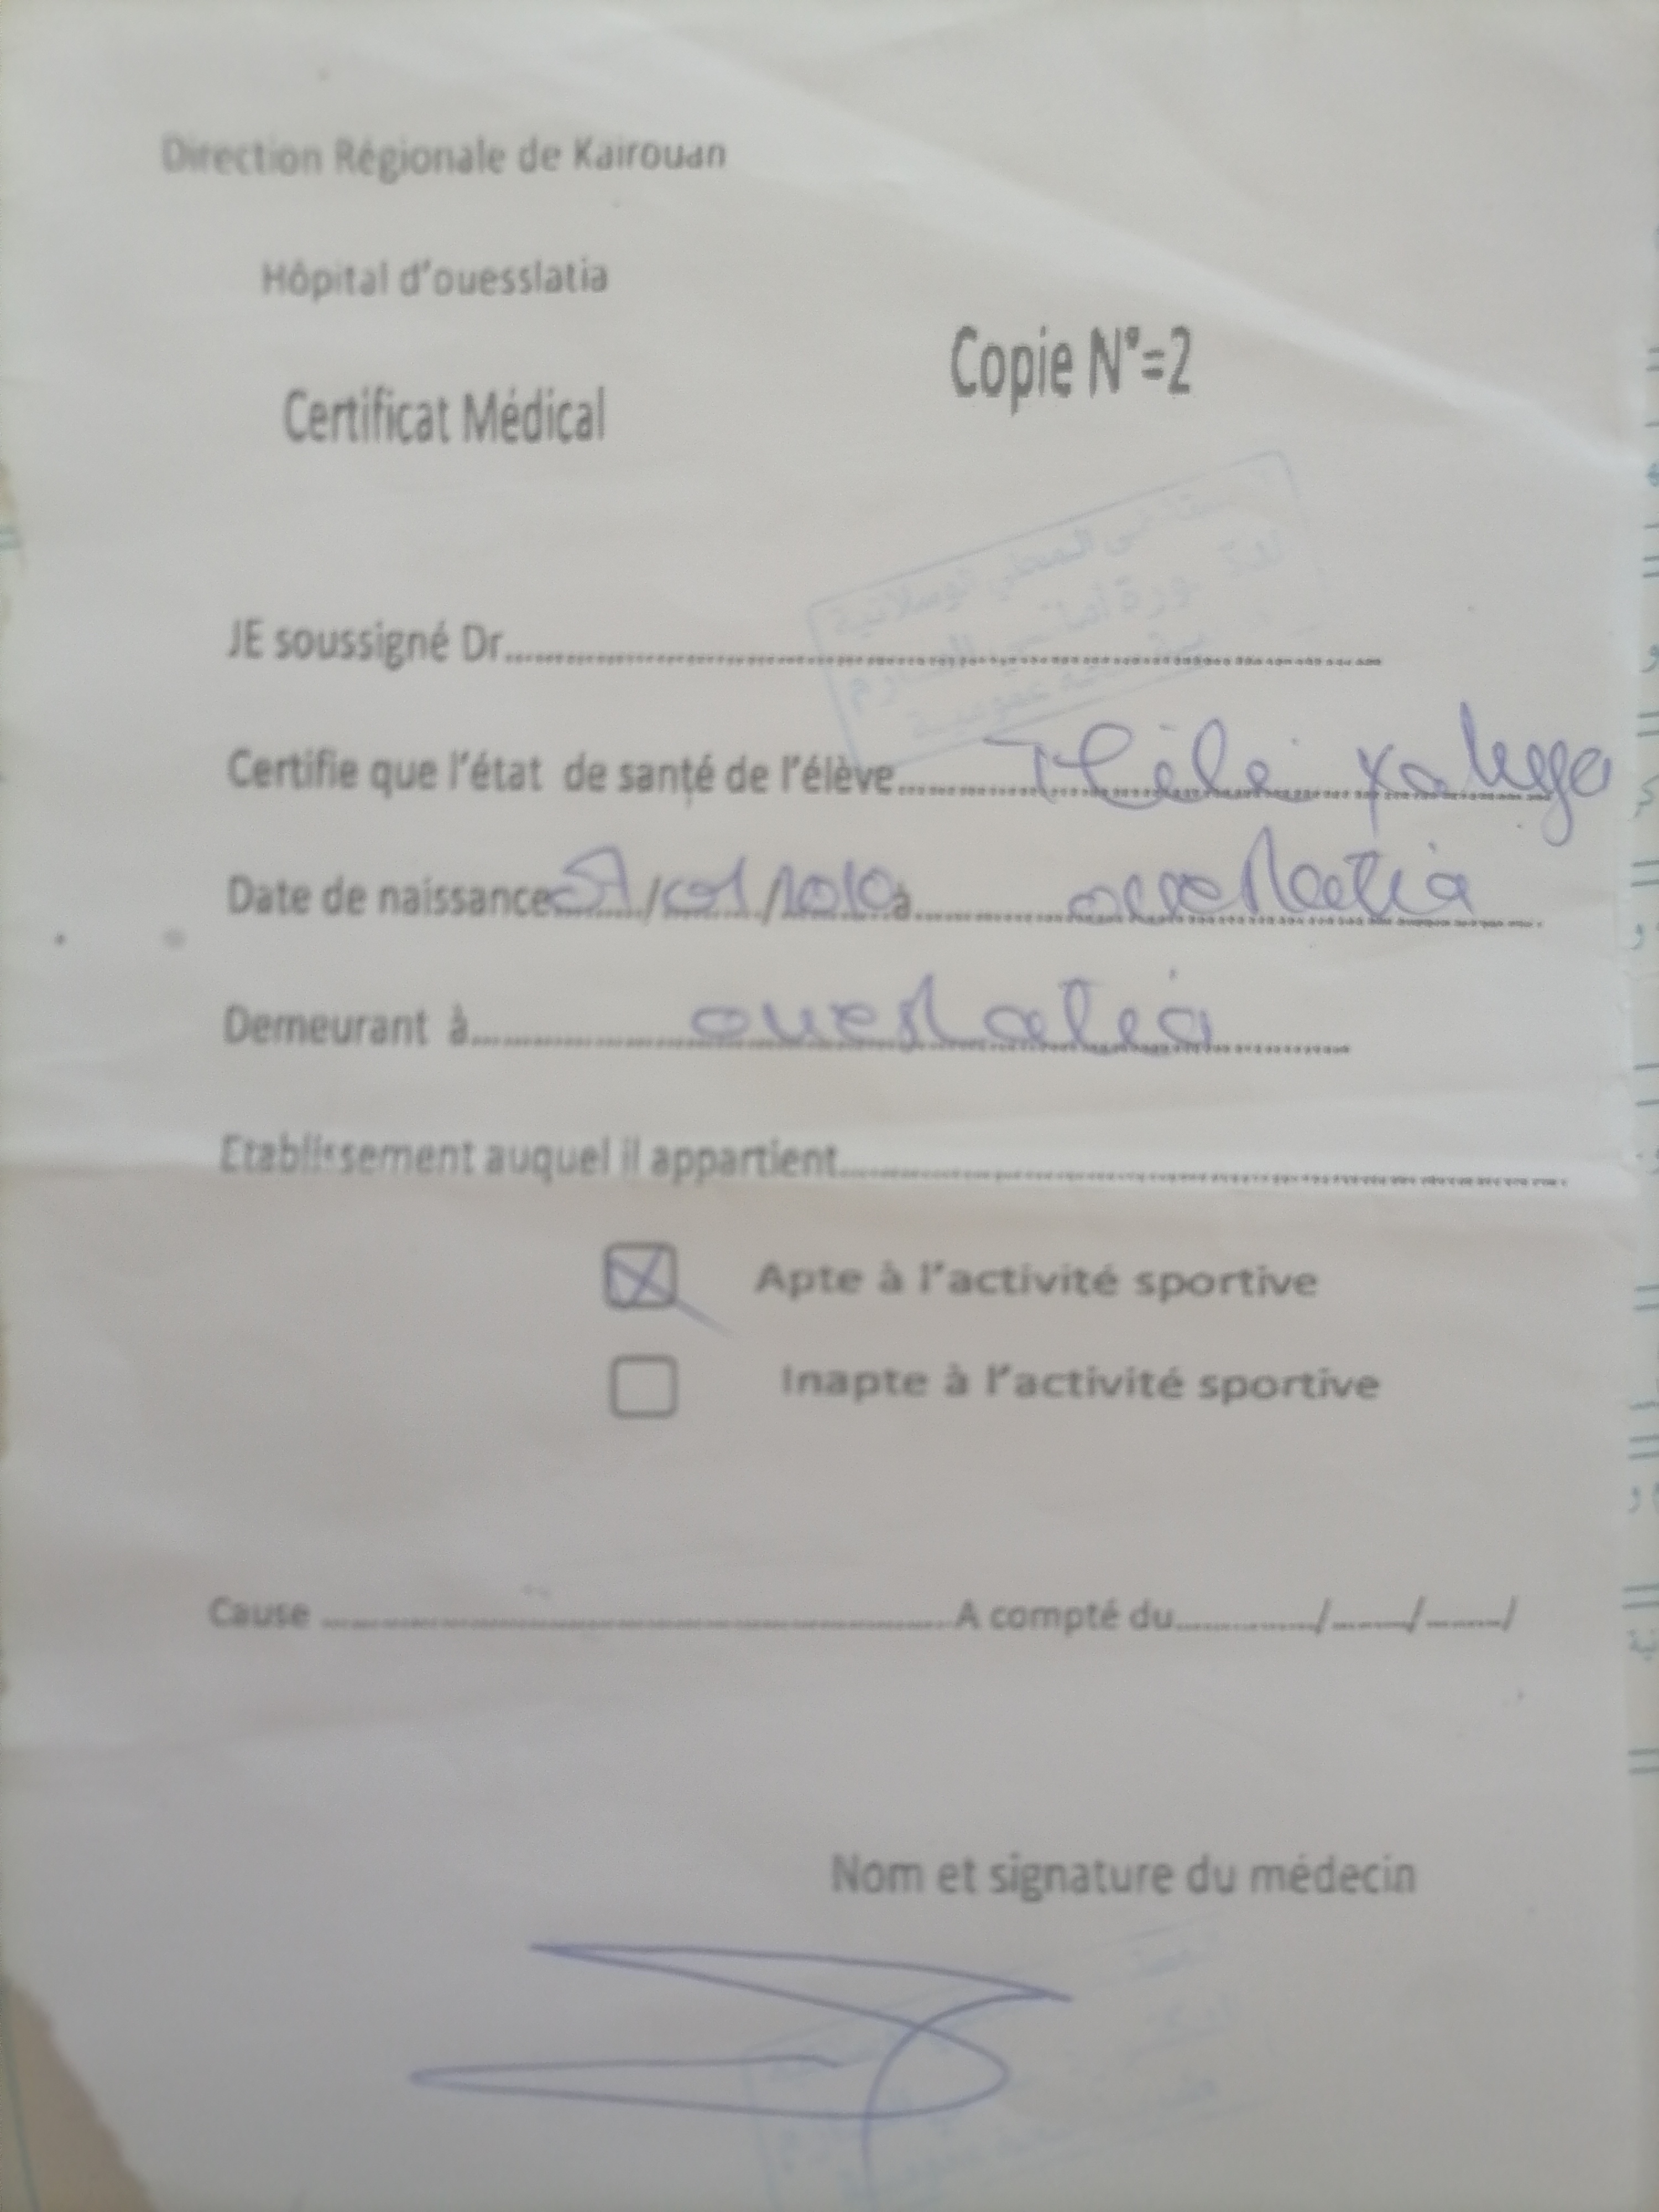 Direction Régionale de Kairouan
Hôpital d'ouesslatia
Copie N°=2
Certificat Médical
JE soussigné Dr
Certifie que l'état de santé de l'élève
Date de naissance à oueslatia
Demeurant à oueslatia
Etablissement auquel il appartient
Apte à l'activité sportive
Inapte à l'activité sportive
Cause A compté du / / /
Nom et signature du médecin